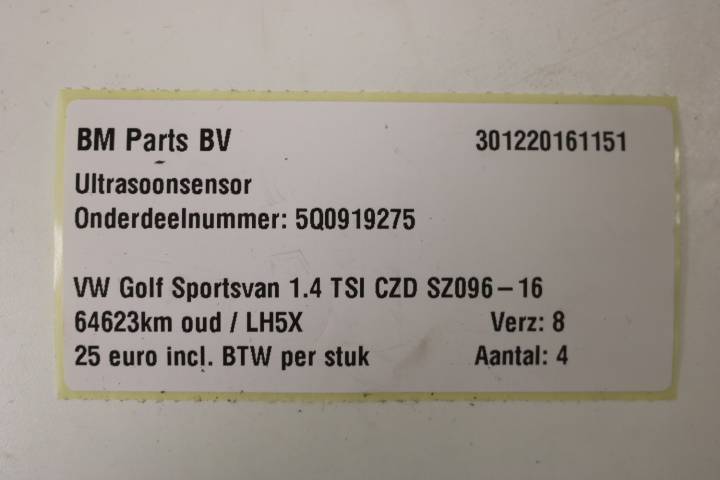 BM Parts BV 301220161151
Ultrasoonsensor
Onderdeelnummer: 5Q0919275
VW Golf Sportsvan 1.4 TSI CZD SZ096-16
64623km oud / LH5X Verz: 8
25 euro incl. BTW per stuk Aantal: 4